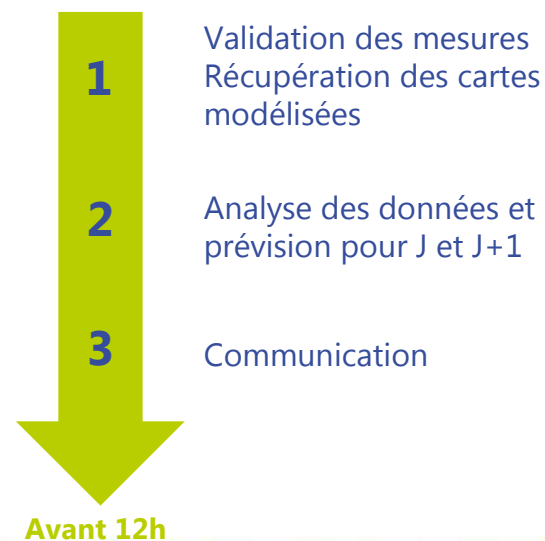 1
Validation des mesures
Récupération des cartes
modélisées
2
Analyse des données et
prévision pour J et J+1
3
Communication
Avant 12h